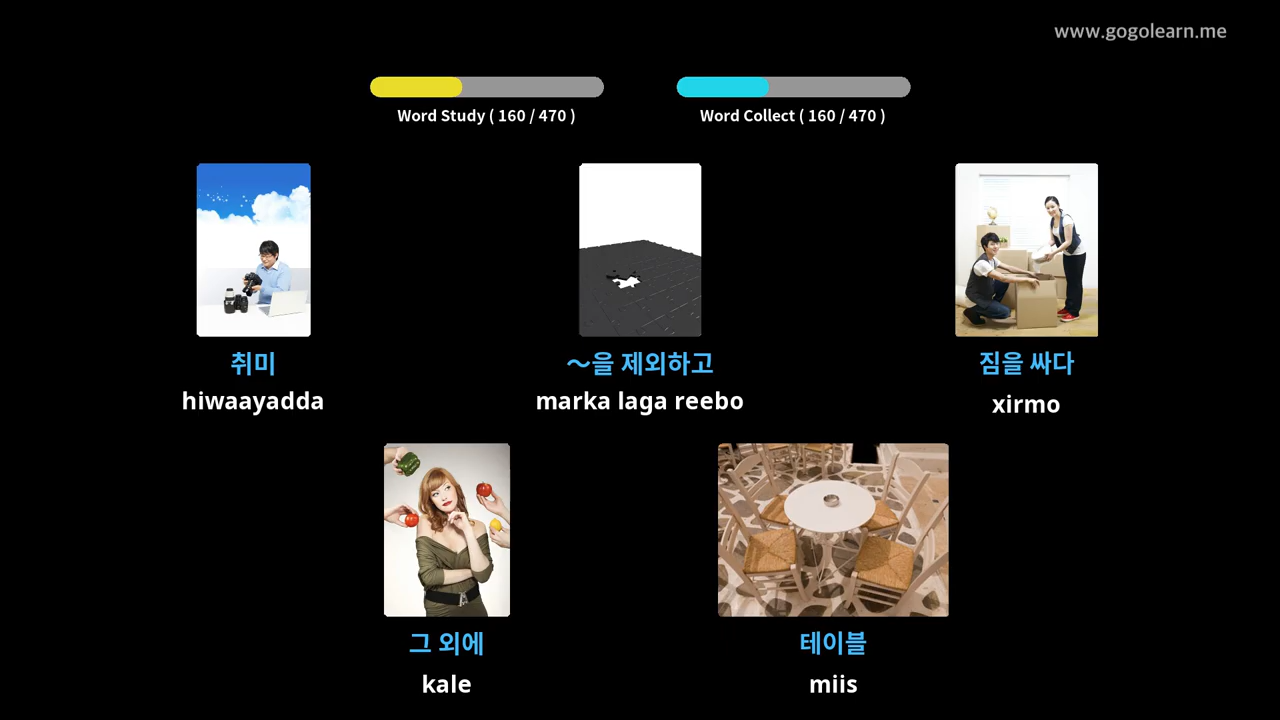 www.gogolearn.me
Word Study ( 160 / 470 )
Word Collect ( 160 / 470 )
취미
hiwaayadda
～을 제외하고
marka laga reebo
짐을 싸다
xirmo
그 외에
kale
테이블
miis